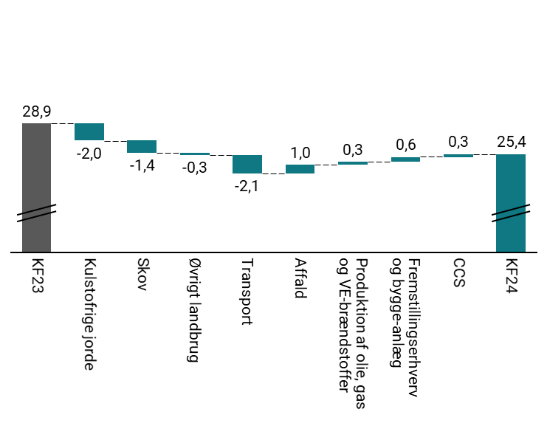 28,9
-2,0
-1,4
-0,3
-2,1
1,0
0,3
0,6
0,3
25,4
KF23
Kulstofrige jorde
Skov
Øvrigt landbrug
Transport
Affald
Produktion af olie, gas
og VE-brændstoffer
Fremstillingserhverv
og bygge-anlæg
CCS
KF24